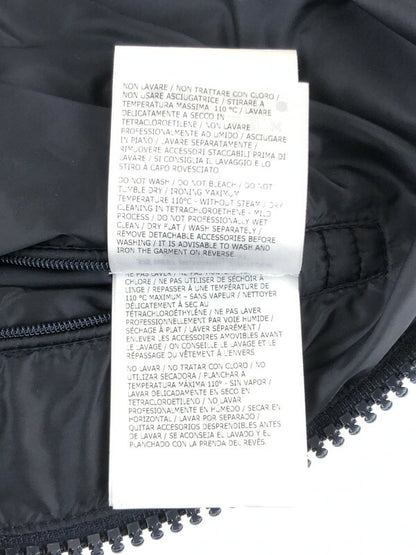 NON LAVARE / NON TRATTARE CON CLORO /
NON USARE ASCIUGATRICE / STIRARE A
TEMPERATURA MASSIMA 110 °C / LAVARE
DELICATAMENTE A SECCO IN
TETRACLOROETILENE / NON LAVARE
PROFESSIONALMENTE AD UMIDO / ASCIUGARE
IN PIANO / LAVARE SEPARATAMENTE /
RIMUOVERE ACCESSORI STACCABILI PRIMA DI
LAVARE / SI CONSIGLIA IL LAVAGGIO E LO
STIRO A CAPO ROVESCIATO
DO NOT WASH / DO NOT BLEACH / DO NOT
TUMBLE DRY / IRONING MAXIMUM
TEMPERATURE 110°C - WITHOUT STEAM / DRY
CLEANING IN TETRACHLOROETHENE - MILD
PROCESS / DO NOT PROFESSIONALLY WET
CLEAN / DRY FLAT / WASH SEPARATELY /
REMOVE DETACHABLE ACCESSORIES BEFORE
WASHING / IT IS ADVISABLE TO WASH AND
IRON THE GARMENT ON REVERSE
NE PAS LAVER / NE PAS TRAITER AU
CHLORE / NE PAS UTILISER DE SÉCHOIR À
LINGE / REPASSER À UNE TEMPÉRATURE DE
110 °C MAXIMUM – SANS VAPEUR / NETTOYER
DÉLICATEMENT À SEC AU
TÉTRACHLOROÉTHYLÈNE / NE PAS LAVER
PROFESSIONNELLEMENT PAR VOIE HUMIDE /
SÉCHAGE À PLAT / LAVER SÉPARÉMENT /
ENLEVER LES ACCESSOIRES AMOVIBLES AVANT
LE LAVAGE / ON CONSEILLE LE LAVAGE ET LE
REPASSAGE DU VÊTEMENT À L'ENVERS
NO LAVAR / NO TRATAR CON CLORO / NO
UTILIZAR SECADORA / PLANCHAR A
TEMPERATURA MÁXIMA 110º - SIN VAPOR /
LAVAR DELICADAMENTE EN SECO EN
TETRACLOROETILENO / NO LAVAR
PROFESIONALMENTE EN HÚMEDO / SECAR EN
HORIZONTAL / LAVAR POR SEPARADO /
QUITAR ACCESORIOS DESPRENDIBLES ANTES
DE LAVAR / SE ACONSEJA EL LAVADO Y EL
PLANCHADO CON LA PRENDA DEL REVÉS.